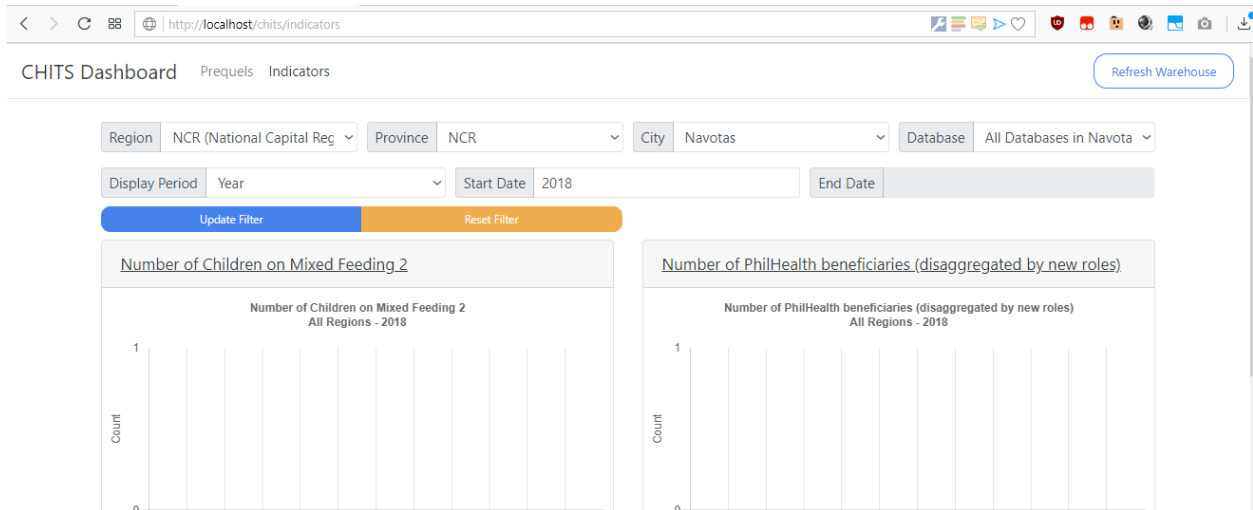 http://localhost/chits/indicators
CHITS Dashboard Prequels Indicators Refresh Warehouse
Region NCR (National Capital Reg Province NCR City Navotas Database All Databases in Navota
Display Period Year Start Date 2018 End Date
Update Filter Reset Filter
Number of Children on Mixed Feeding 2
Number of Children on Mixed Feeding 2
All Regions - 2018
1
Count
0
Number of PhilHealth beneficiaries (disaggregated by new roles)
Number of PhilHealth beneficiaries (disaggregated by new roles)
All Regions - 2018
1
Count
0